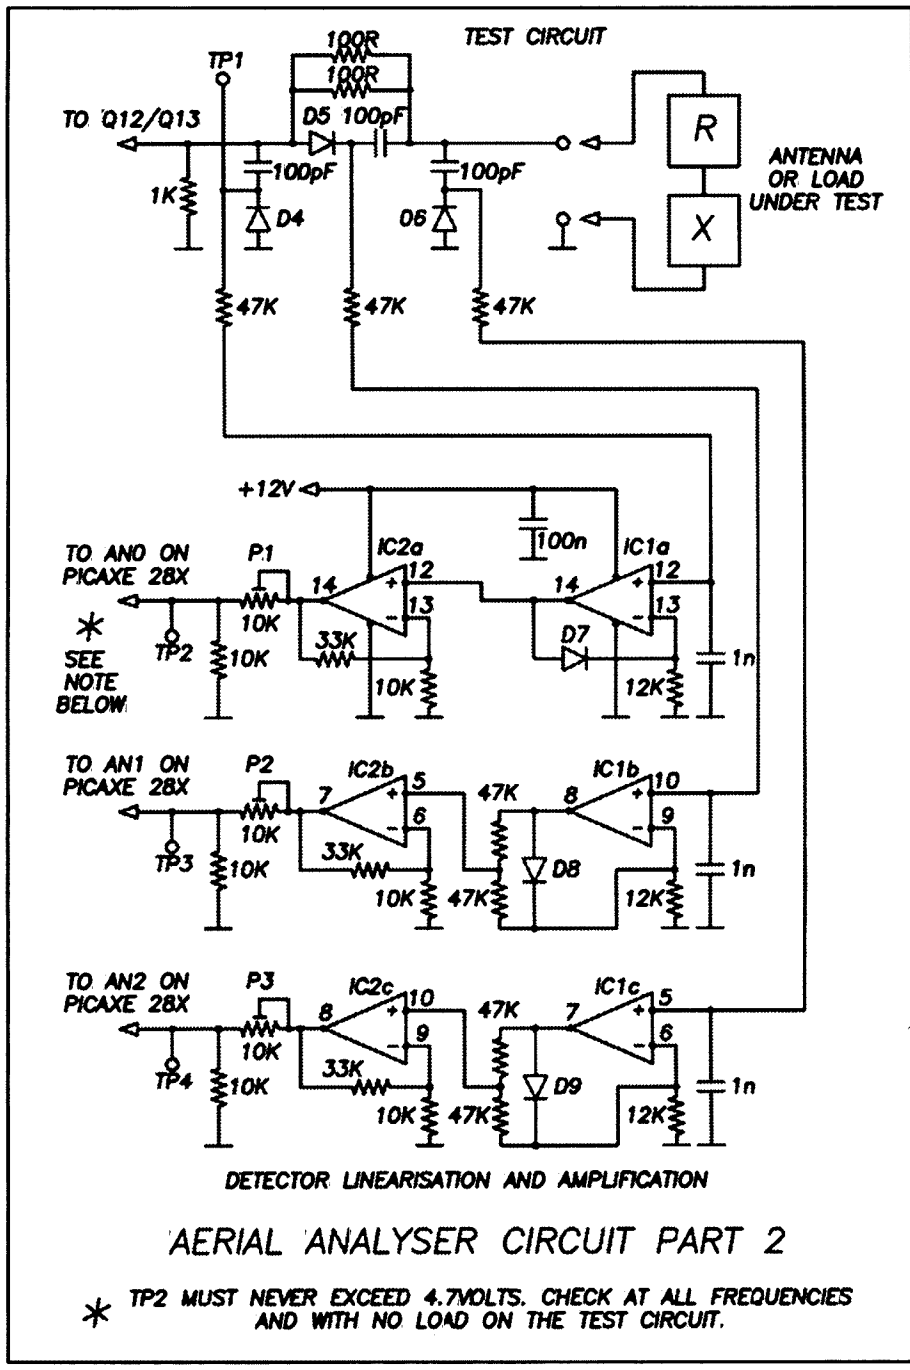 TEST CIRCUIT
100R
TP1
100R
TO Q12/Q13
D5
100pF
R
ANTENNA
OR LOAD
UNDER TEST
100pF
100pF
1K
D4
D6
X
47K
47K
47K
+12V
100n
TO AN0 ON
PICAXE 28X
P1
IC2a
IC1a
14
+
12
14
+
12
-
13
-
13
10K
33K
D7
TP2
10K
10K
12K
1n
*
SEE
NOTE
BELOW
TO AN1 ON
PICAXE 28X
P2
IC2b
IC1b
7
+
5
47K
8
+
10
-
6
-
9
10K
33K
D8
TP3
10K
10K
47K
12K
1n
TO AN2 ON
PICAXE 28X
P3
IC2c
IC1c
8
+
10
47K
7
+
5
-
9
-
6
10K
33K
D9
TP4
10K
10K
47K
12K
1n
DETECTOR LINEARISATION AND AMPLIFICATION
AERIAL ANALYSER CIRCUIT PART 2
* TP2 MUST NEVER EXCEED 4.7VOLTS. CHECK AT ALL FREQUENCIES
AND WITH NO LOAD ON THE TEST CIRCUIT.